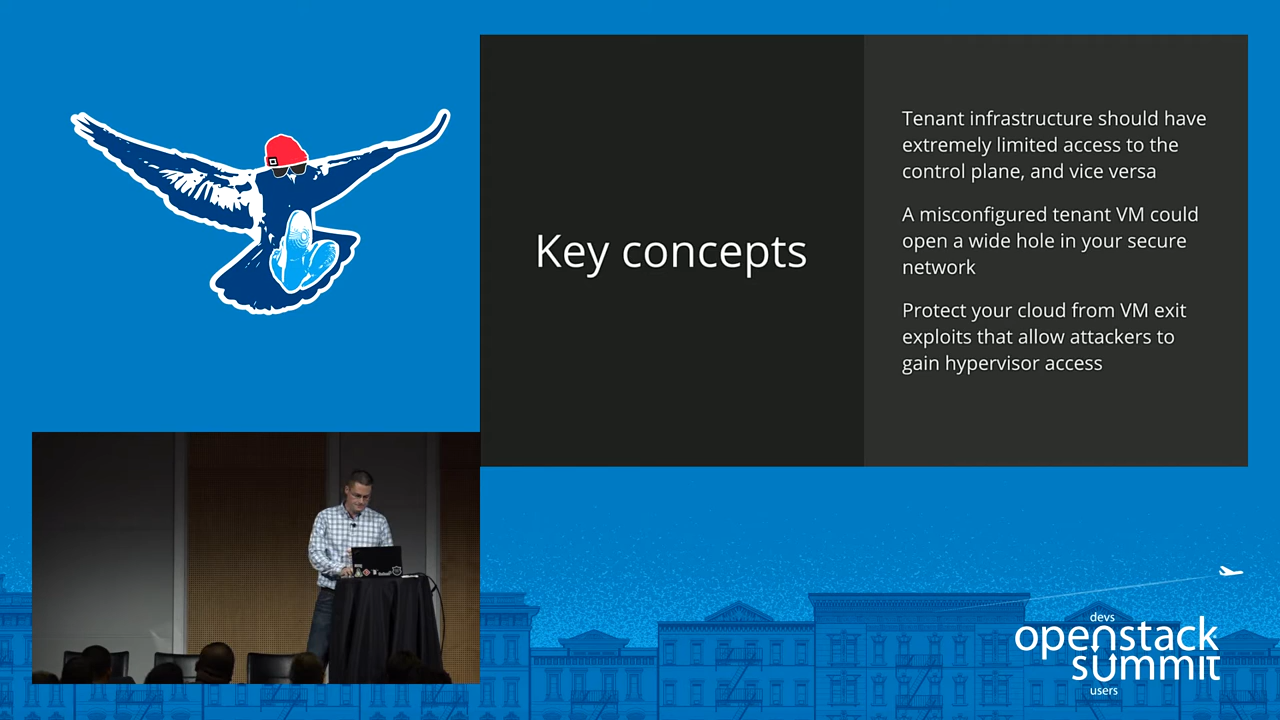 Key concepts
Tenant infrastructure should have
extremely limited access to the
control plane, and vice versa
A misconfigured tenant VM could
open a wide hole in your secure
network
Protect your cloud from VM exit
exploits that allow attackers to
gain hypervisor access
devs
openstack
summit
users